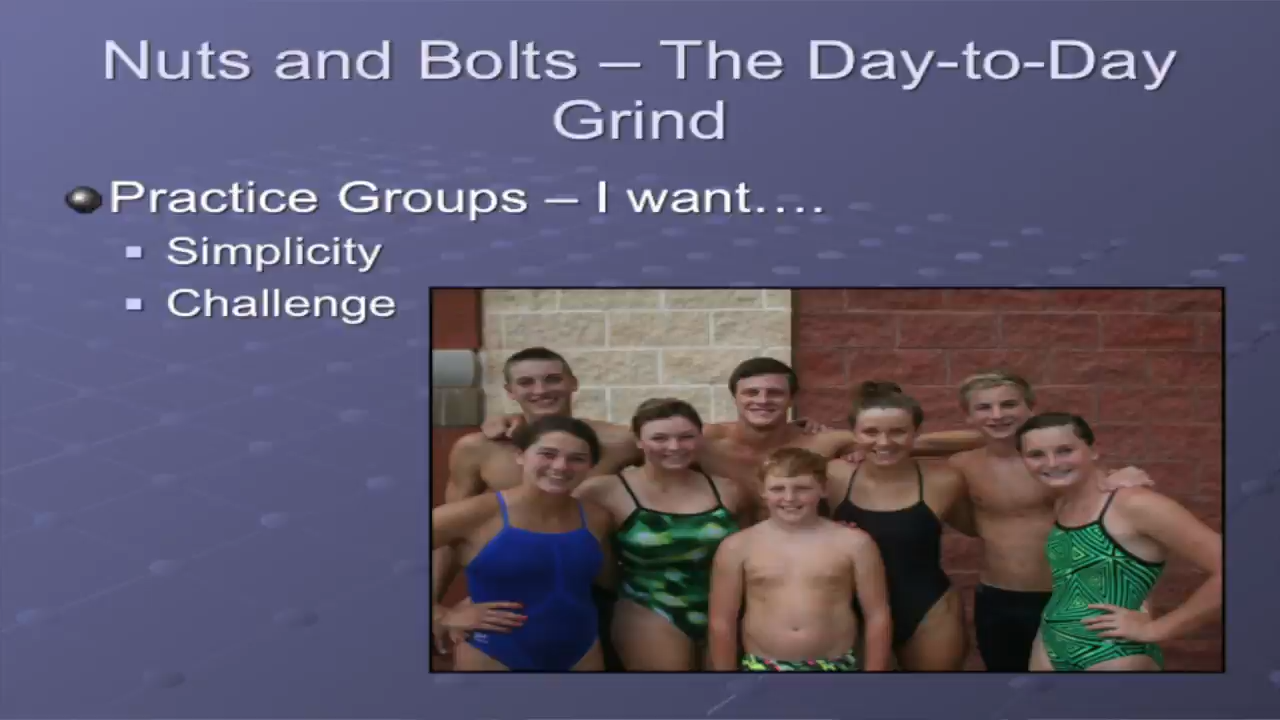 Nuts and Bolts – The Day-to-Day
Grind
Practice Groups – I want….
Simplicity
Challenge